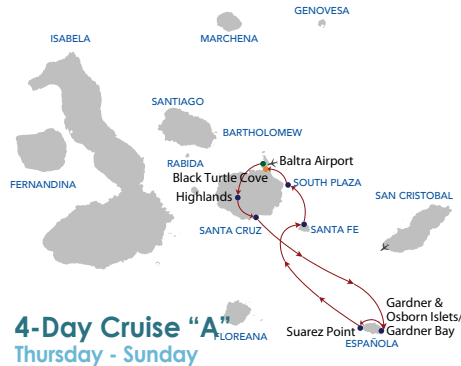 GENOVESA
ISABELA
MARCHENA
SANTIAGO
BARTHOLOMEW
RABIDA
Baltra Airport
Black Turtle Cove
FERNANDINA
SOUTH PLAZA
Highlands
SAN CRISTOBAL
SANTA CRUZ
SANTA FE
Gardner &
Osborn Islets/
Gardner Bay
Suarez Point
ESPAÑOLA
FLOREANA
4-Day Cruise “A”
Thursday - Sunday